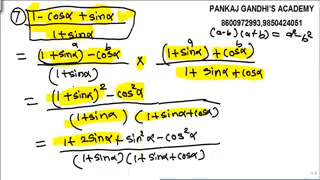 PANKAJ GANDHI'S ACADEMY
8600972993,9850424051
(a-b)(a+b) = a²-b²
⑦ 1 - cosα + sinα
1 + sinα
= (1+sinα)ᵃ - cosαᵇ × (1+sinα)ᵃ + cosαᵇ
(1+sinα) 1 + sinα + cosα
= (1+sinα)² - cos²α
(1+sinα) (1+sinα+cosα)
= 1 + 2sinα + sin²α - cos²α
(1+sinα) (1+sinα+cosα)